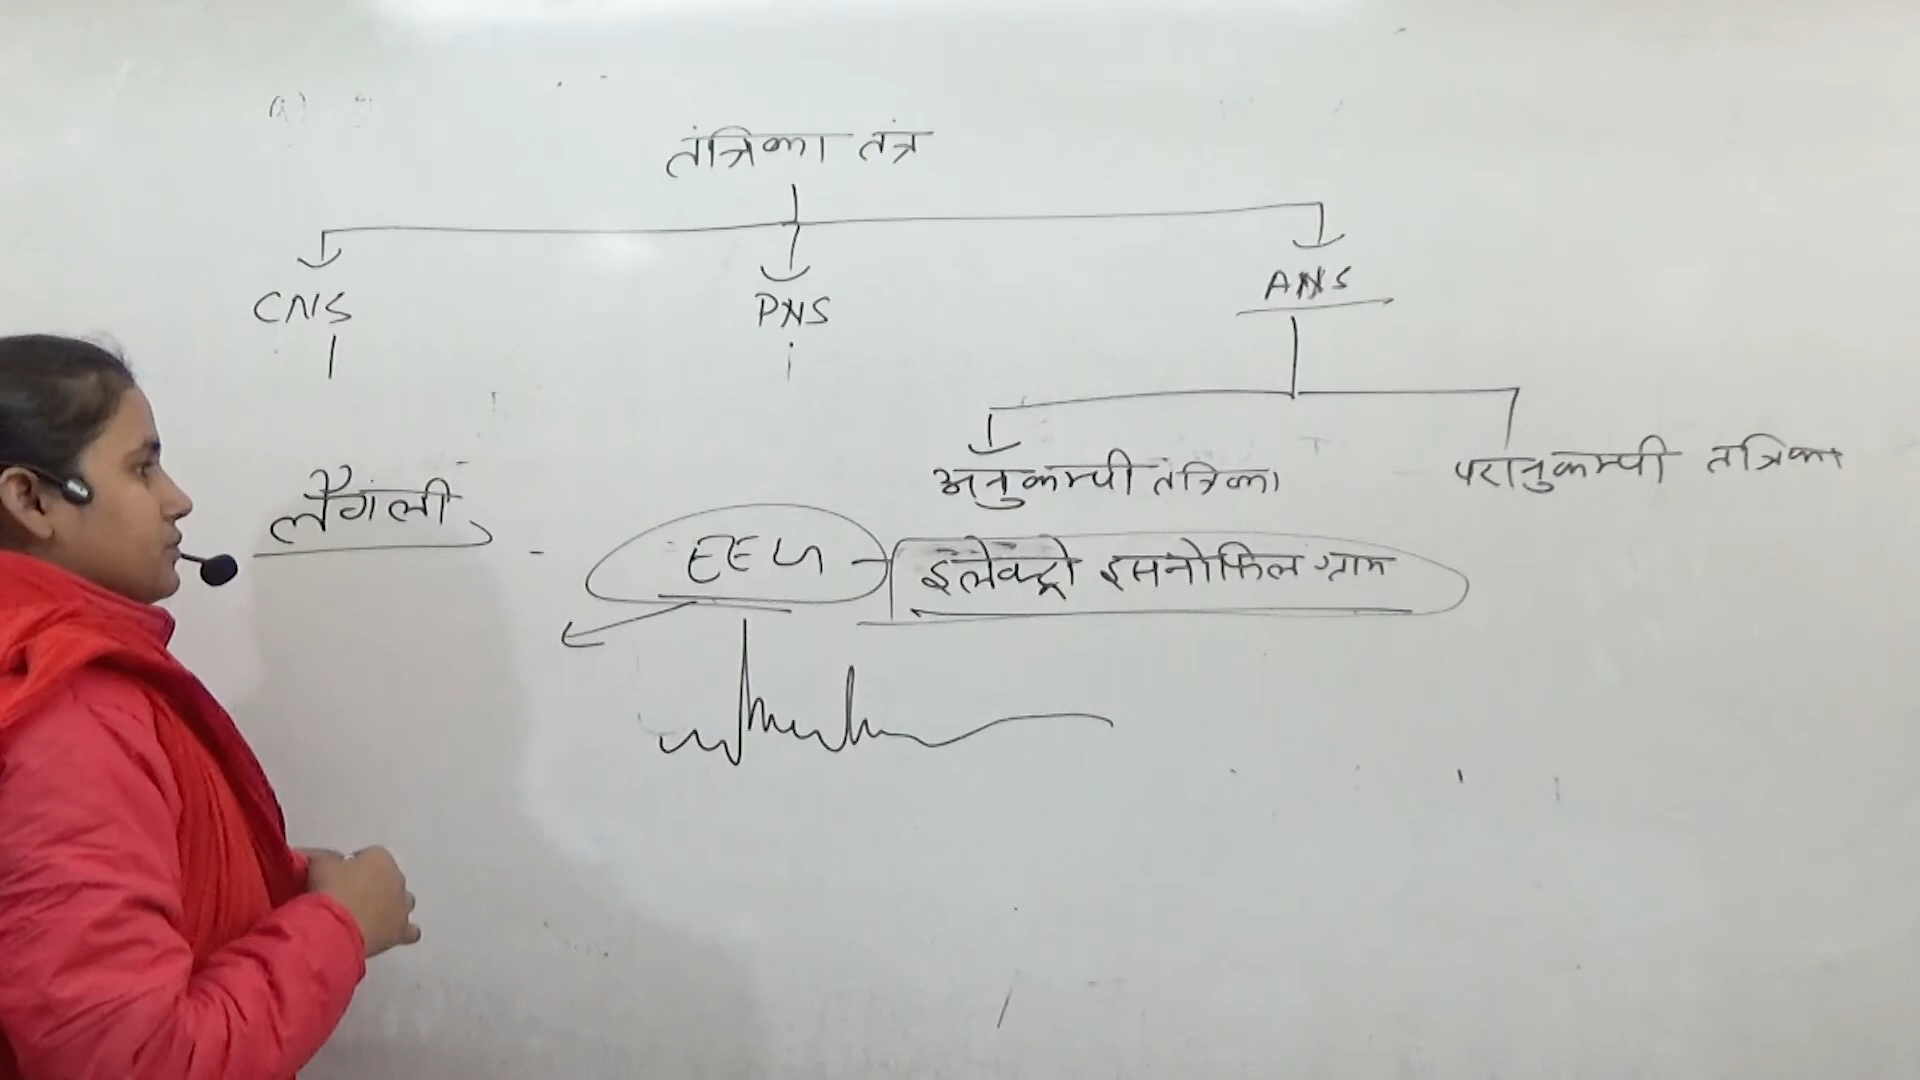 तंत्रिका तंत्र
CNS PNS ANS
अनुकम्पी तंत्रिका परानुकम्पी तंत्रिका
लैंगली
EEG - इलेक्ट्रो इसनोफिल ग्राम